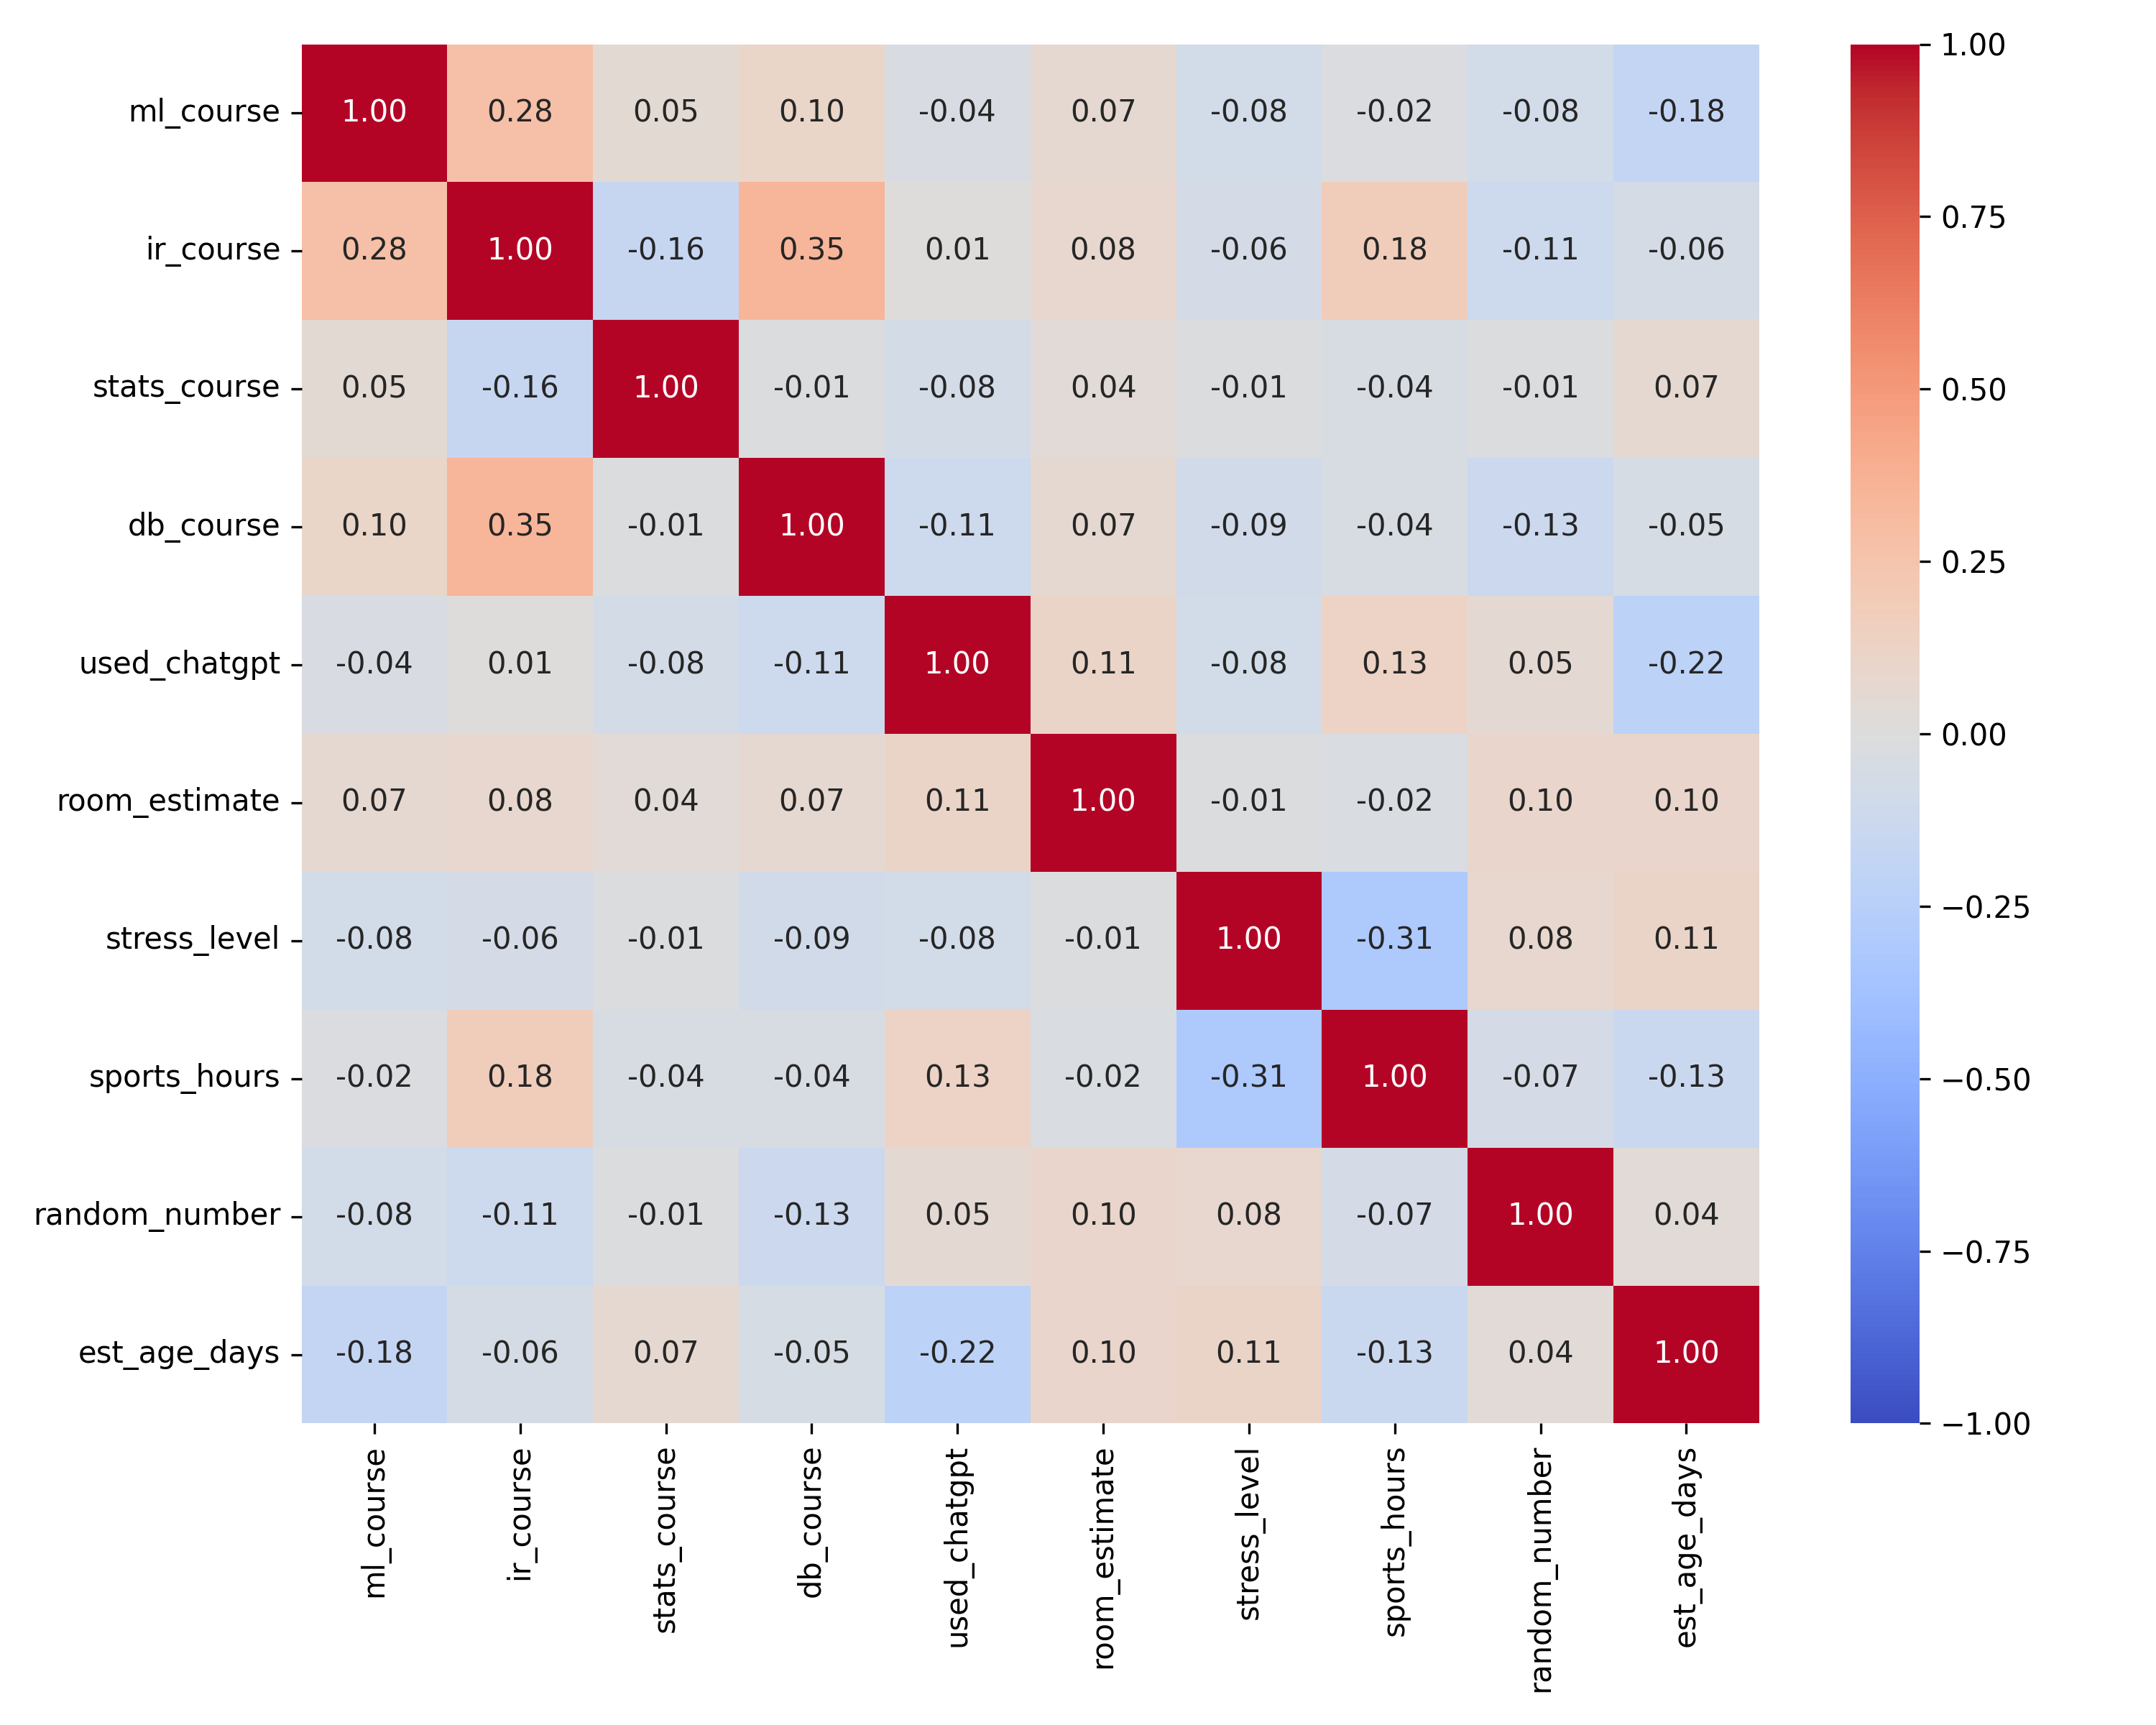 ml_course 1.00 0.28 0.05 0.10 -0.04 0.07 -0.08 -0.02 -0.08 -0.18
ir_course 0.28 1.00 -0.16 0.35 0.01 0.08 -0.06 0.18 -0.11 -0.06
stats_course 0.05 -0.16 1.00 -0.01 -0.08 0.04 -0.01 -0.04 -0.01 0.07
db_course 0.10 0.35 -0.01 1.00 -0.11 0.07 -0.09 -0.04 -0.13 -0.05
used_chatgpt -0.04 0.01 -0.08 -0.11 1.00 0.11 -0.08 0.13 0.05 -0.22
room_estimate 0.07 0.08 0.04 0.07 0.11 1.00 -0.01 -0.02 0.10 0.10
stress_level -0.08 -0.06 -0.01 -0.09 -0.08 -0.01 1.00 -0.31 0.08 0.11
sports_hours -0.02 0.18 -0.04 -0.04 0.13 -0.02 -0.31 1.00 -0.07 -0.13
random_number -0.08 -0.11 -0.01 -0.13 0.05 0.10 0.08 -0.07 1.00 0.04
est_age_days -0.18 -0.06 0.07 -0.05 -0.22 0.10 0.11 -0.13 0.04 1.00
ml_course ir_course stats_course db_course used_chatgpt room_estimate stress_level sports_hours random_number est_age_days
1.00
0.75
0.50
0.25
0.00
−0.25
−0.50
−0.75
−1.00